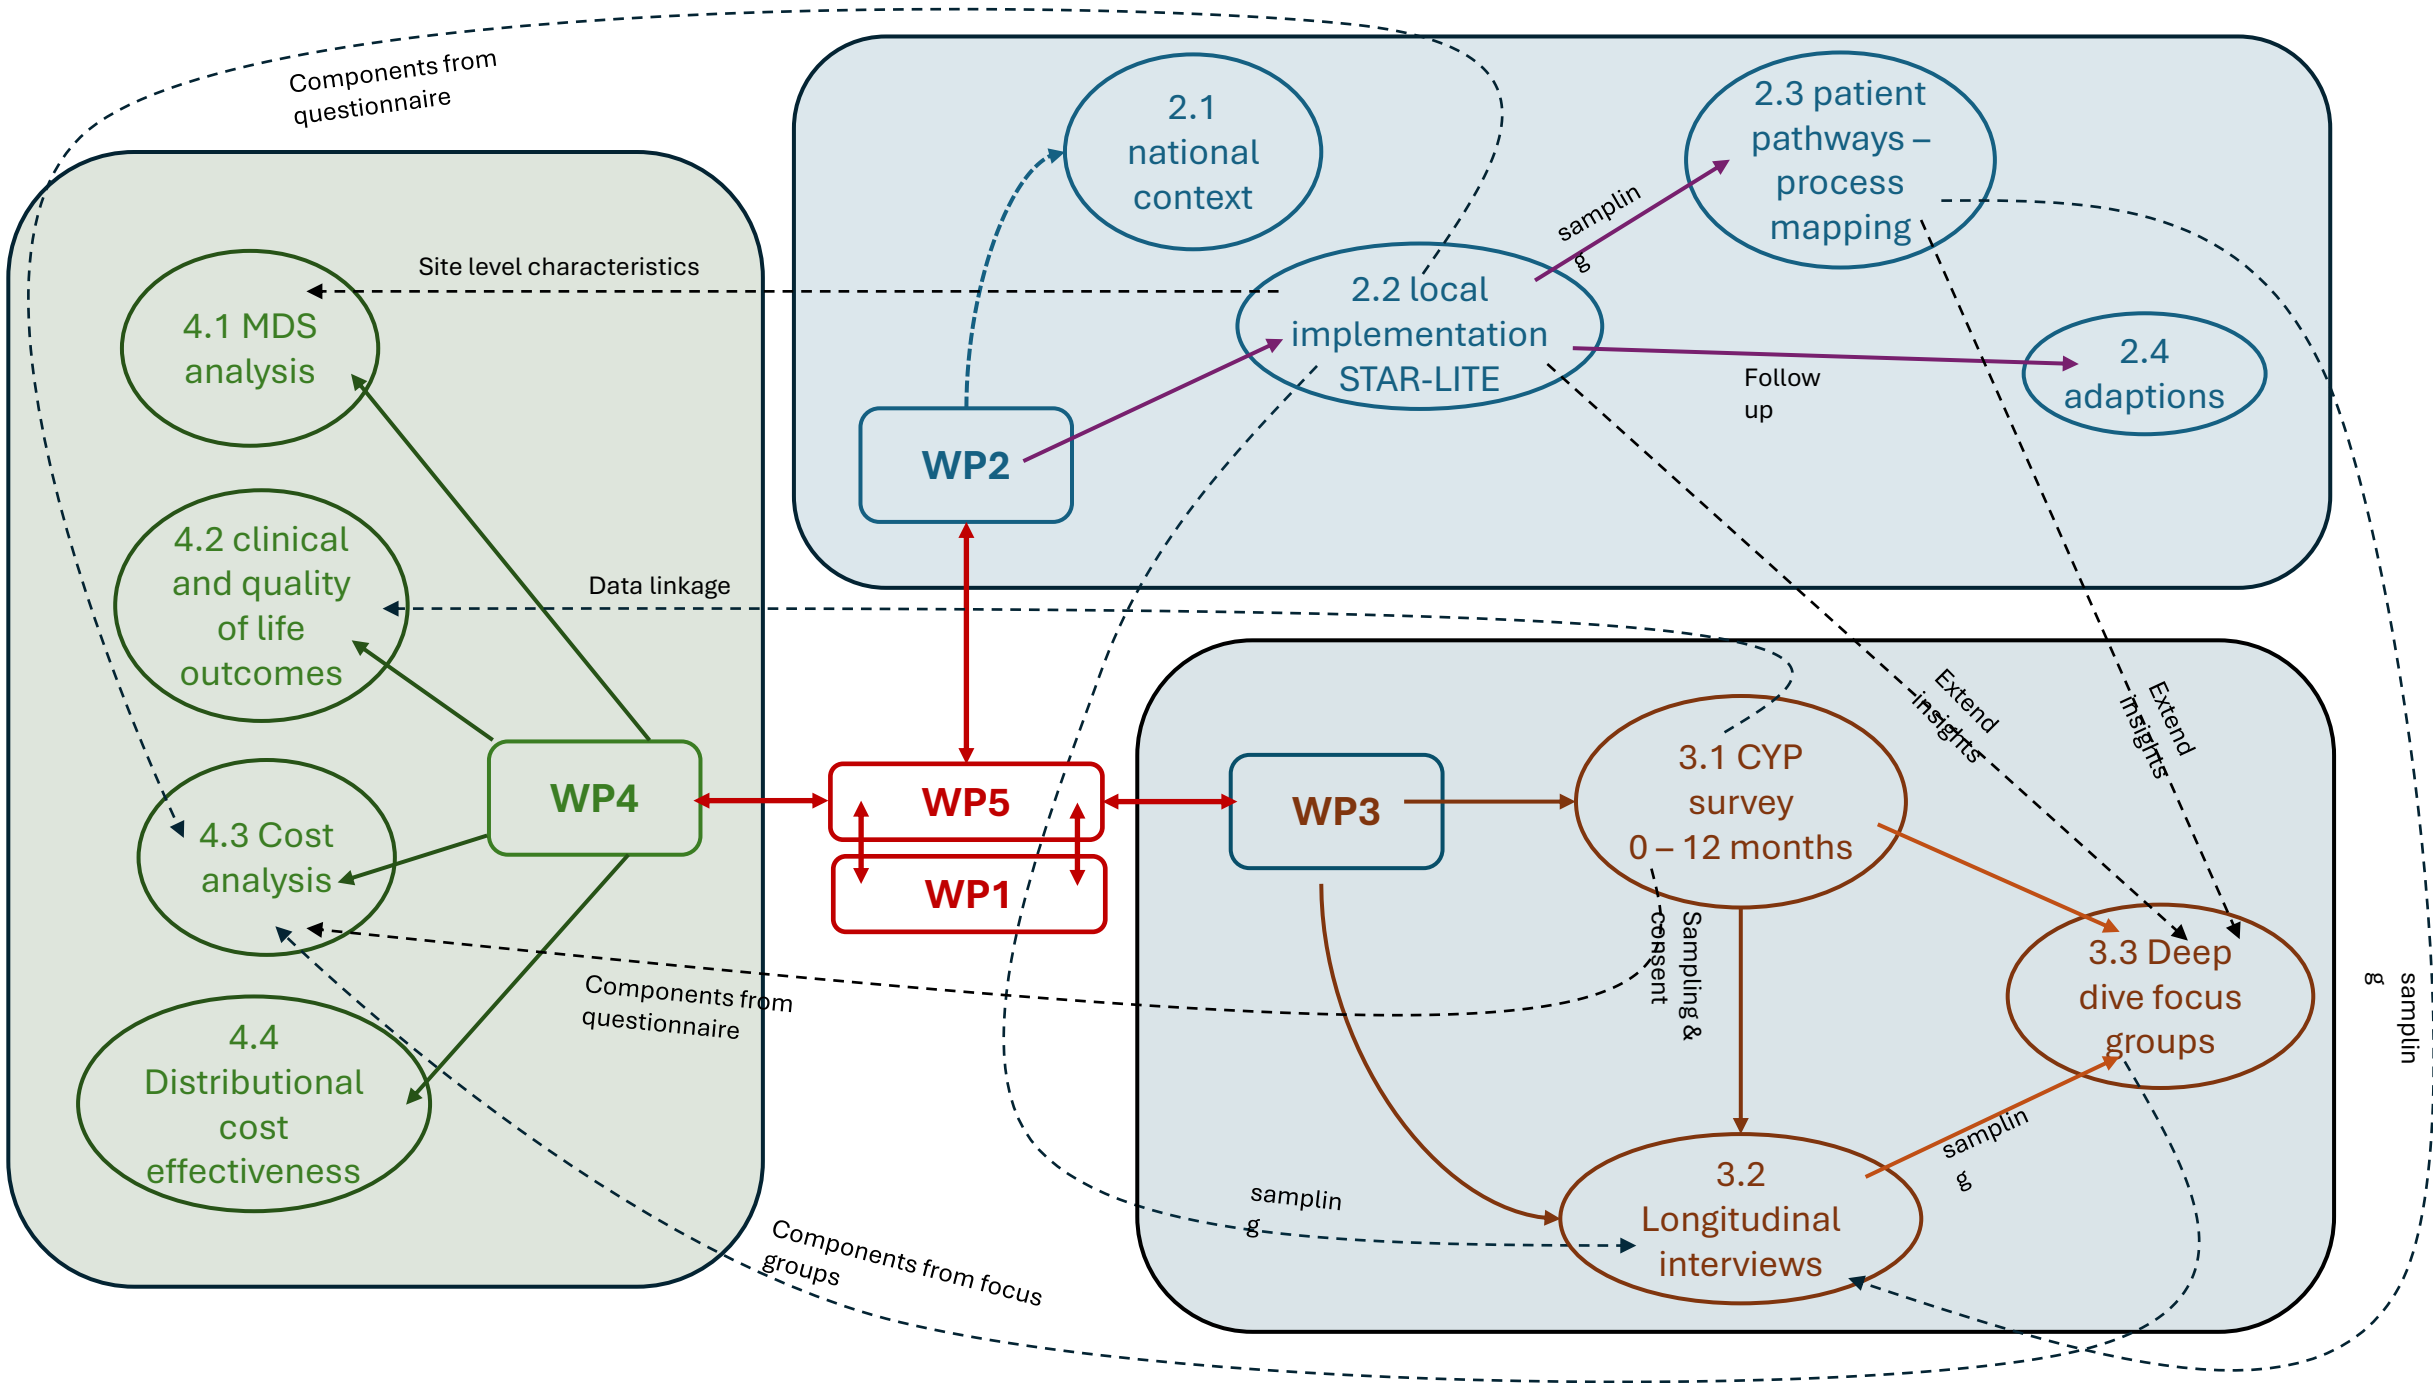 Components from
questionnaire
2.1
national
context
2.3 patient
pathways –
process
mapping
samplin
g
Site level characteristics
2.2 local
implementation
STAR-LITE
4.1 MDS
analysis
Follow
up
2.4
adaptions
WP2
4.2 clinical
and quality
of life
outcomes
Data linkage
Extend
insights
Extend
insights
WP4
WP5
WP1
WP3
3.1 CYP
survey
0 – 12 months
4.3 Cost
analysis
Sampling &
consent
3.3 Deep
dive focus
groups
samplin
g
Components from
questionnaire
4.4
Distributional
cost
effectiveness
samplin
g
samplin
g
3.2
Longitudinal
interviews
Components from focus
groups